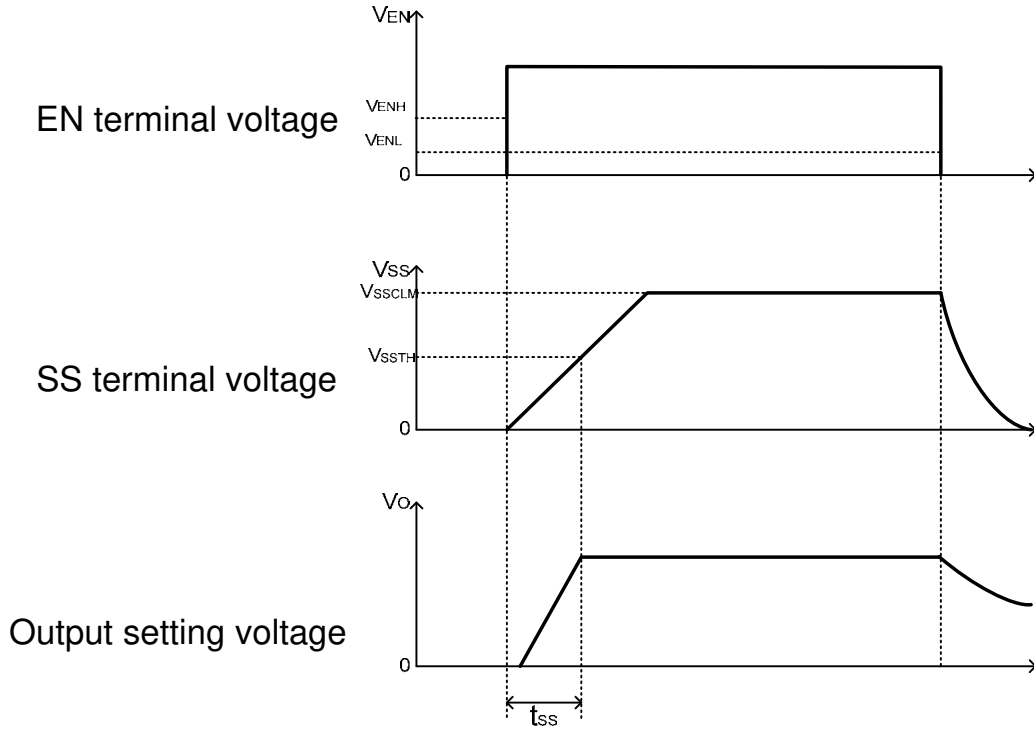 VEN
EN terminal voltage
VENH
VENL
0
VSS
VSSCLM
VSSTH
SS terminal voltage
0
VO
Output setting voltage
0
tSS